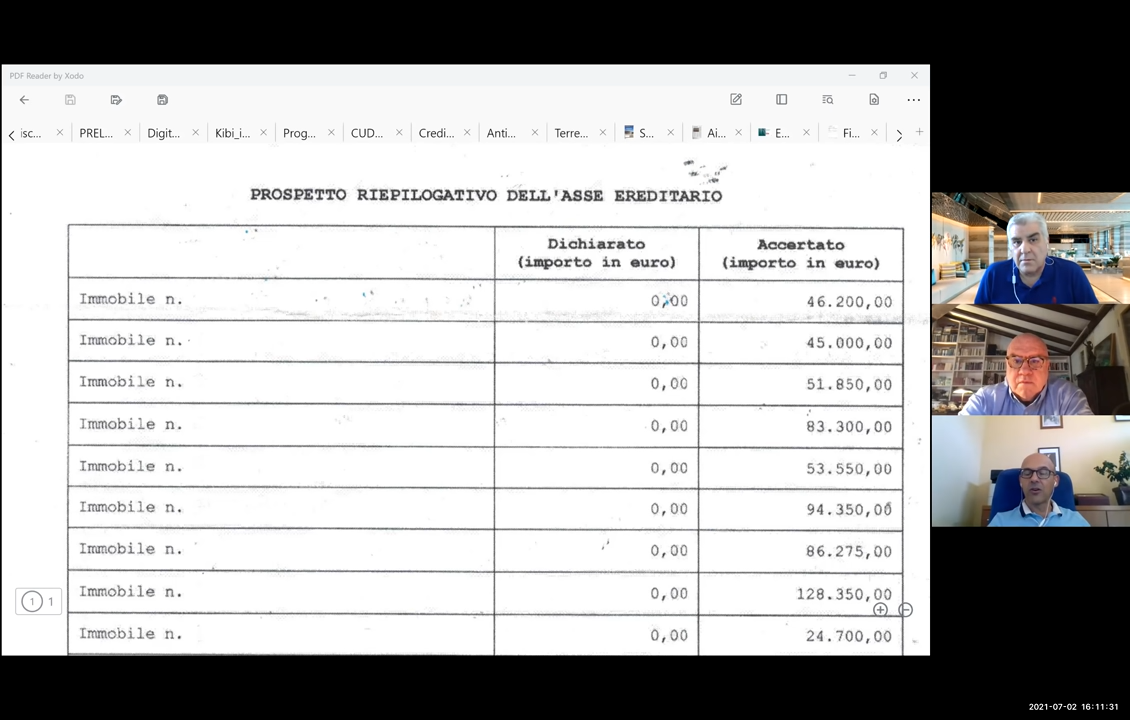 PDF Reader by Xodo
isc...
PREL...
Digit...
Kibi_i...
Prog...
CUD...
Credi...
Anti...
Terre...
S...
Ai...
E...
Fi...
PROSPETTO RIEPILOGATIVO DELL'ASSE EREDITARIO
Dichiarato (importo in euro)
Accertato (importo in euro)
Immobile n. 0,00 46.200,00
Immobile n. 0,00 45.000,00
Immobile n. 0,00 51.850,00
Immobile n. 0,00 83.300,00
Immobile n. 0,00 53.550,00
Immobile n. 0,00 94.350,00
Immobile n. 0,00 86.275,00
Immobile n. 0,00 128.350,00
Immobile n. 0,00 24.700,00
1 1
2021-07-02 16:11:31